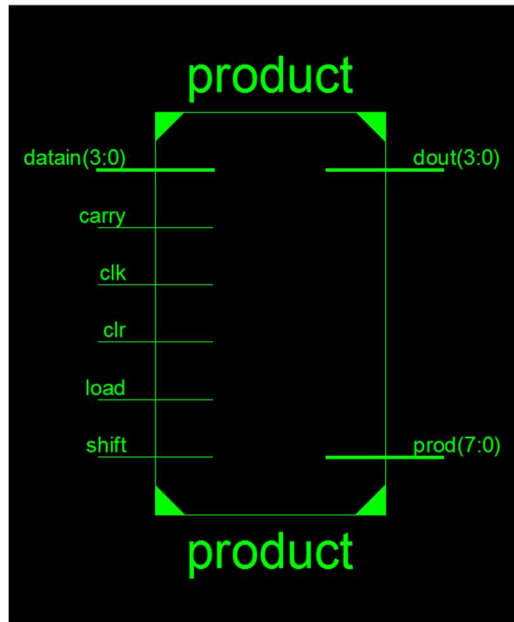 product
datain(3:0)
dout(3:0)
carry
clk
clr
load
shift
prod(7:0)
product